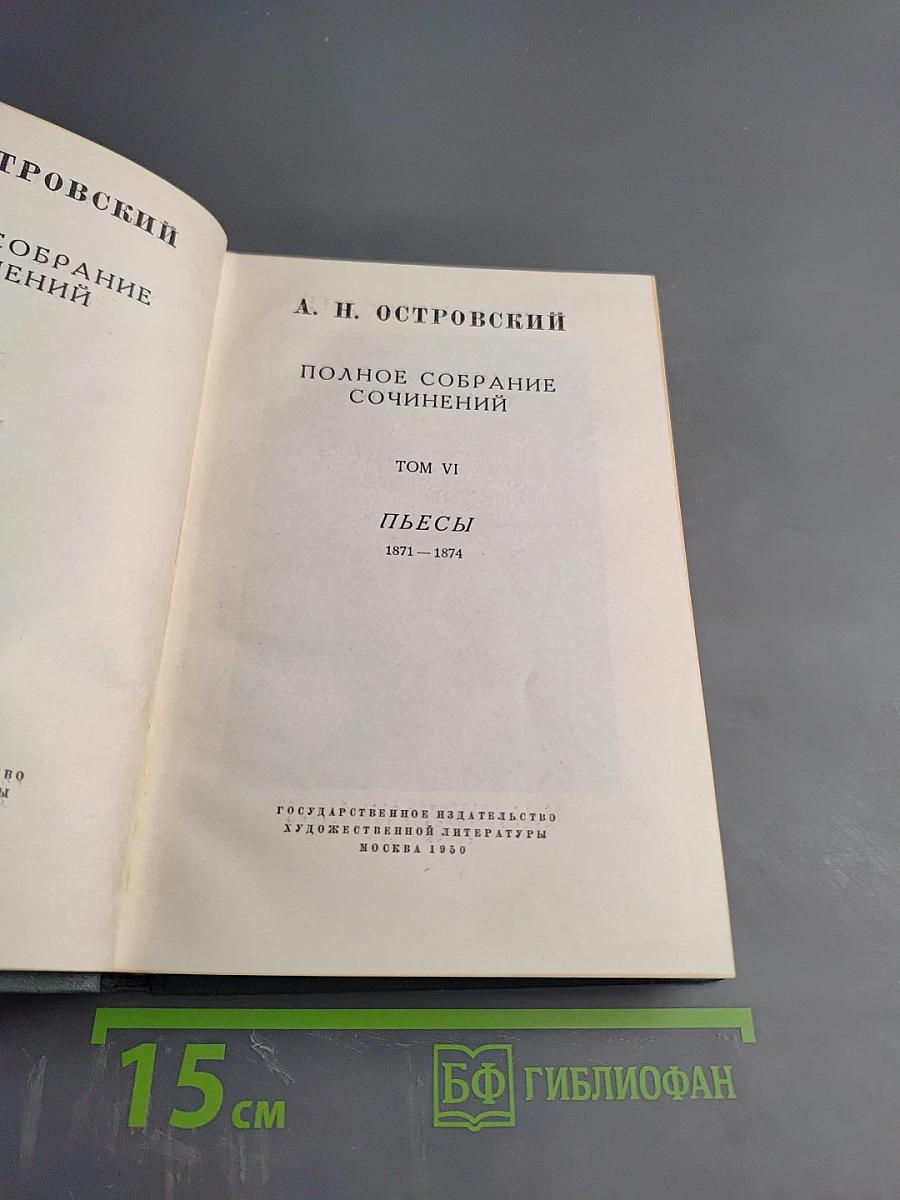 ТРОВСКИЙ
СОБРАНИЕ
ЧЕНИЙ
А. Н. ОСТРОВСКИЙ
ПОЛНОЕ СОБРАНИЕ
СОЧИНЕНИЙ
ТОМ VI
ПЬЕСЫ
1871 — 1874
ГОСУДАРСТВЕННОЕ ИЗДАТЕЛЬСТВО
ХУДОЖЕСТВЕННОЙ ЛИТЕРАТУРЫ
МОСКВА 1950
15 СМ
БФ ГИБЛИОФАН